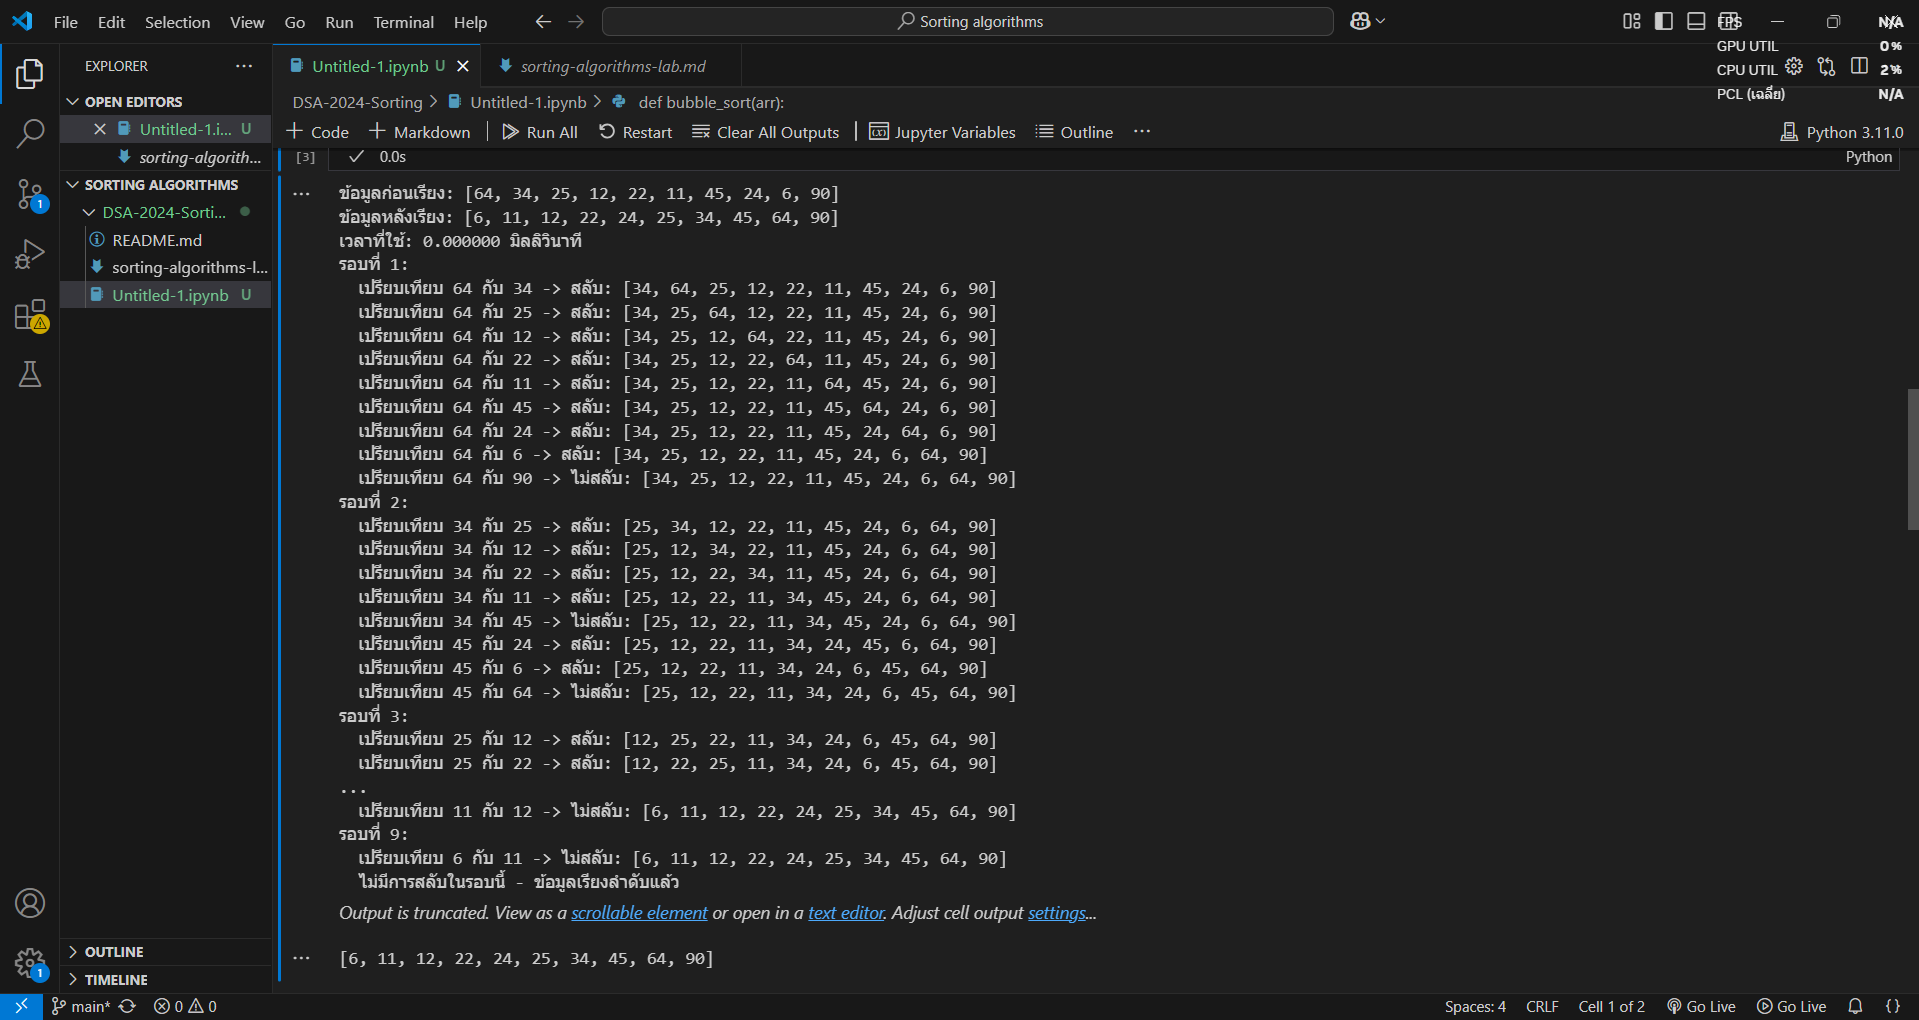 File Edit Selection View Go Run Terminal Help
Sorting algorithms
FPS N/A
GPU UTIL 0%
CPU UTIL 2%
PCL (เฉลี่ย) N/A
EXPLORER
OPEN EDITORS
Untitled-1.i... U
sorting-algorith...
SORTING ALGORITHMS
DSA-2024-Sorti...
README.md
sorting-algorithms-l...
Untitled-1.ipynb U
OUTLINE
TIMELINE
Untitled-1.ipynb U
sorting-algorithms-lab.md
DSA-2024-Sorting > Untitled-1.ipynb > def bubble_sort(arr):
+ Code + Markdown Run All Restart Clear All Outputs Jupyter Variables Outline ... Python 3.11.0
[3] 0.0s Python
ข้อมูลก่อนเรียง: [64, 34, 25, 12, 22, 11, 45, 24, 6, 90]
ข้อมูลหลังเรียง: [6, 11, 12, 22, 24, 25, 34, 45, 64, 90]
เวลาที่ใช้: 0.000000 มิลลิวินาที
รอบที่ 1:
เปรียบเทียบ 64 กับ 34 -> สลับ: [34, 64, 25, 12, 22, 11, 45, 24, 6, 90]
เปรียบเทียบ 64 กับ 25 -> สลับ: [34, 25, 64, 12, 22, 11, 45, 24, 6, 90]
เปรียบเทียบ 64 กับ 12 -> สลับ: [34, 25, 12, 64, 22, 11, 45, 24, 6, 90]
เปรียบเทียบ 64 กับ 22 -> สลับ: [34, 25, 12, 22, 64, 11, 45, 24, 6, 90]
เปรียบเทียบ 64 กับ 11 -> สลับ: [34, 25, 12, 22, 11, 64, 45, 24, 6, 90]
เปรียบเทียบ 64 กับ 45 -> สลับ: [34, 25, 12, 22, 11, 45, 64, 24, 6, 90]
เปรียบเทียบ 64 กับ 24 -> สลับ: [34, 25, 12, 22, 11, 45, 24, 64, 6, 90]
เปรียบเทียบ 64 กับ 6 -> สลับ: [34, 25, 12, 22, 11, 45, 24, 6, 64, 90]
เปรียบเทียบ 64 กับ 90 -> ไม่สลับ: [34, 25, 12, 22, 11, 45, 24, 6, 64, 90]
รอบที่ 2:
เปรียบเทียบ 34 กับ 25 -> สลับ: [25, 34, 12, 22, 11, 45, 24, 6, 64, 90]
เปรียบเทียบ 34 กับ 12 -> สลับ: [25, 12, 34, 22, 11, 45, 24, 6, 64, 90]
เปรียบเทียบ 34 กับ 22 -> สลับ: [25, 12, 22, 34, 11, 45, 24, 6, 64, 90]
เปรียบเทียบ 34 กับ 11 -> สลับ: [25, 12, 22, 11, 34, 45, 24, 6, 64, 90]
เปรียบเทียบ 34 กับ 45 -> ไม่สลับ: [25, 12, 22, 11, 34, 45, 24, 6, 64, 90]
เปรียบเทียบ 45 กับ 24 -> สลับ: [25, 12, 22, 11, 34, 24, 45, 6, 64, 90]
เปรียบเทียบ 45 กับ 6 -> สลับ: [25, 12, 22, 11, 34, 24, 6, 45, 64, 90]
เปรียบเทียบ 45 กับ 64 -> ไม่สลับ: [25, 12, 22, 11, 34, 24, 6, 45, 64, 90]
รอบที่ 3:
เปรียบเทียบ 25 กับ 12 -> สลับ: [12, 25, 22, 11, 34, 24, 6, 45, 64, 90]
เปรียบเทียบ 25 กับ 22 -> สลับ: [12, 22, 25, 11, 34, 24, 6, 45, 64, 90]
...
เปรียบเทียบ 11 กับ 12 -> ไม่สลับ: [6, 11, 12, 22, 24, 25, 34, 45, 64, 90]
รอบที่ 9:
เปรียบเทียบ 6 กับ 11 -> ไม่สลับ: [6, 11, 12, 22, 24, 25, 34, 45, 64, 90]
ไม่มีการสลับในรอบนี้ - ข้อมูลเรียงลำดับแล้ว
Output is truncated. View as a scrollable element or open in a text editor. Adjust cell output settings...
[6, 11, 12, 22, 24, 25, 34, 45, 64, 90]
main* 0 0 Spaces: 4 CRLF Cell 1 of 2 Go Live Go Live {}